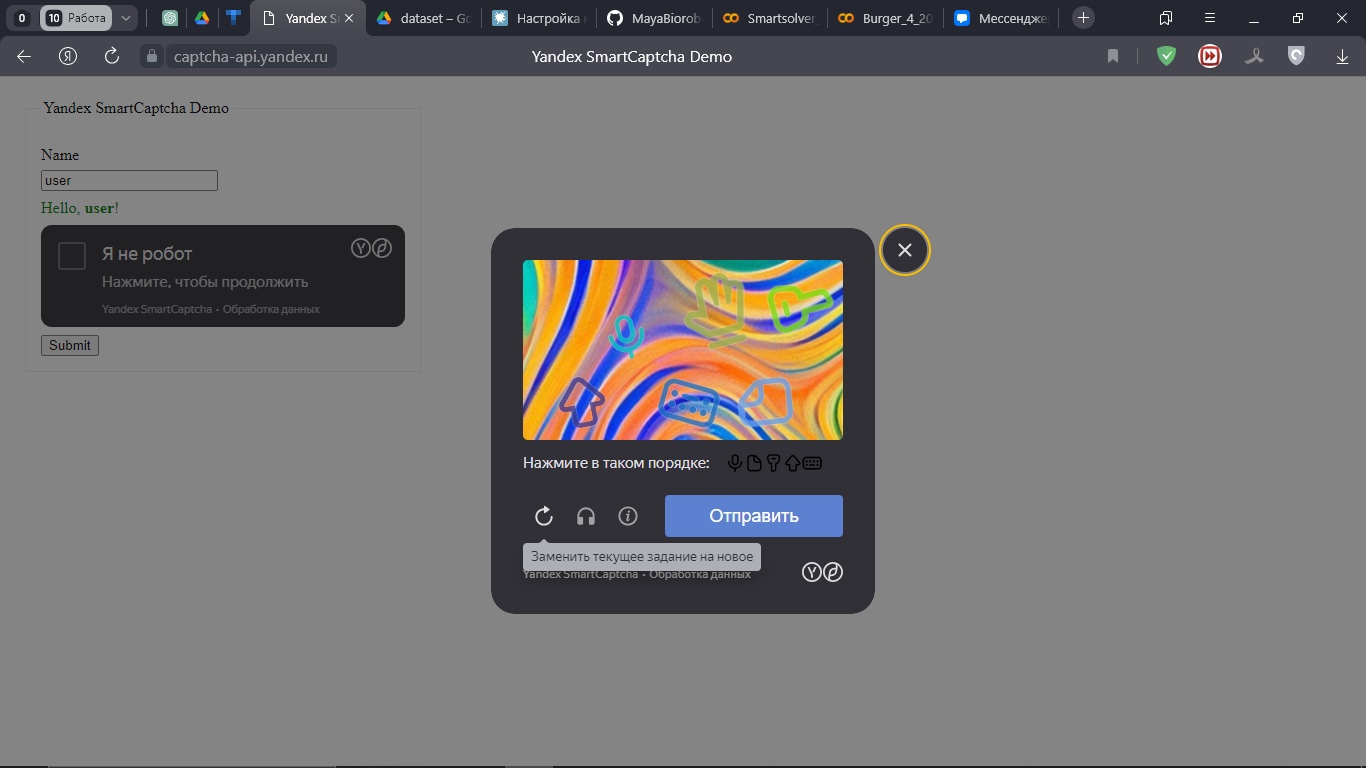 0
10 Работа
Yandex S
dataset – Go
Настройка
MayaBiorob
Smartsolver_
Burger_4_20
Мессендже
Я
captcha-api.yandex.ru
Yandex SmartCaptcha Demo
Yandex SmartCaptcha Demo
Name
user
Hello, user!
Я не робот
Нажмите, чтобы продолжить
Yandex SmartCaptcha • Обработка данных
Submit
Нажмите в таком порядке:
Отправить
Заменить текущее задание на новое
Yandex SmartCaptcha • Обработка данных